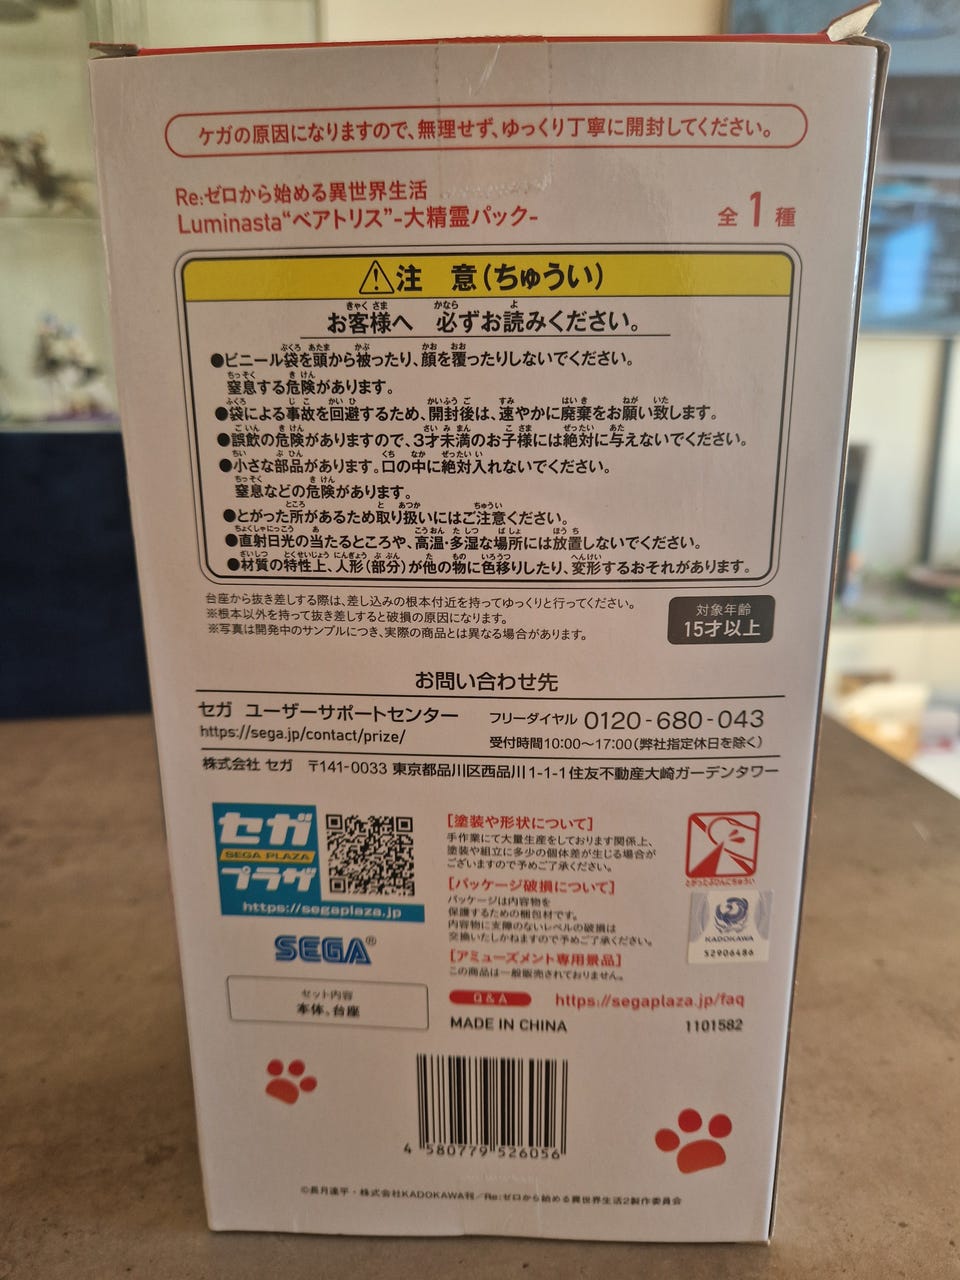 ケガの原因になりますので、無理せず、ゆっくり丁寧に開封してください。
Re:ゼロから始める異世界生活
Luminasta“ベアトリス”-大精霊パック-
全1種
⚠注 意(ちゅうい)
お客様へ 必ずお読みください。
●ビニール袋を頭から被ったり、顔を覆ったりしないでください。
窒息する危険があります。
●袋による事故を回避するため、開封後は、速やかに廃棄をお願い致します。
●誤飲の危険がありますので、3才未満のお子様には絶対に与えないでください。
●小さな部品があります。口の中に絶対入れないでください。
窒息などの危険があります。
●とがった所があるため取り扱いにはご注意ください。
●直射日光の当たるところや、高温・多湿な場所には放置しないでください。
●材質の特性上、人形(部分)が他の物に色移りしたり、変形するおそれがあります。
台座から抜き差しする際は、差し込みの根本付近を持ってゆっくりと行ってください。
※根本以外を持って抜き差しすると破損の原因になります。
※写真は開発中のサンプルにつき、実際の商品とは異なる場合があります。
対象年齢
15才以上
お問い合わせ先
セガ ユーザーサポートセンター
https://sega.jp/contact/prize/
フリーダイヤル 0120-680-043
受付時間10:00~17:00(弊社指定休日を除く)
株式会社 セガ 〒141-0033 東京都品川区西品川1-1-1住友不動産大崎ガーデンタワー
セガ
SEGA PLAZA
プラザ
https://segaplaza.jp
SEGA®
セット内容
本体、台座
[塗装や形状について]
手作業にて大量生産をしております関係上、
塗装や組立に多少の個体差が生じる場合が
ございますので予めご了承ください。
[パッケージ破損について]
パッケージは内容物を
保護するための梱包材です。
内容物に支障のないレベルの破損は
交換いたしかねますので予めご了承ください。
[アミューズメント専用景品]
この商品は一般販売されておりません。
とがったぶひんにちゅうい
KADOKAWA
S2906486
Q&A
https://segaplaza.jp/faq
MADE IN CHINA
1101582
4 580779 526056
©長月達平・株式会社KADOKAWA刊/Re:ゼロから始める異世界生活2製作委員会